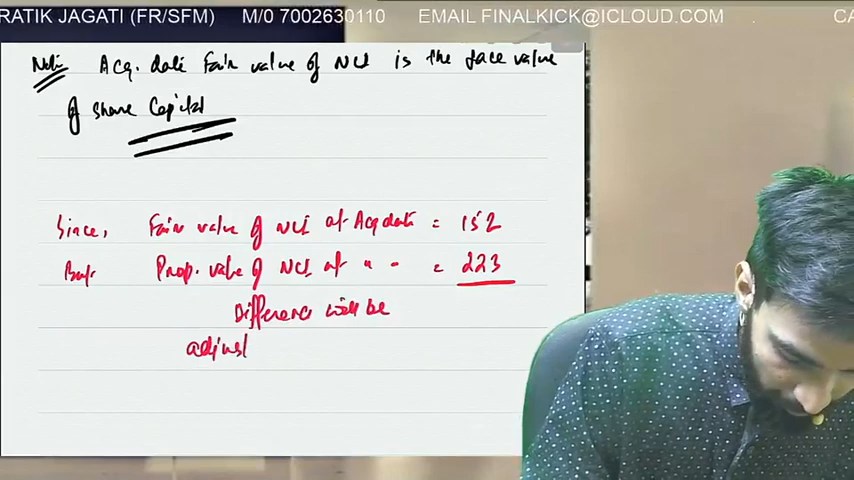 RATIK JAGATI (FR/SFM) M/0 7002630110 EMAIL FINALKICK@ICLOUD.COM CA
Note Acq. date Fair value of NCI is the face value
of share Capital
Since, Fair value of NCI at Acq date = 152
But Prop. value of NCI at " " = 223
Difference will be
adjust